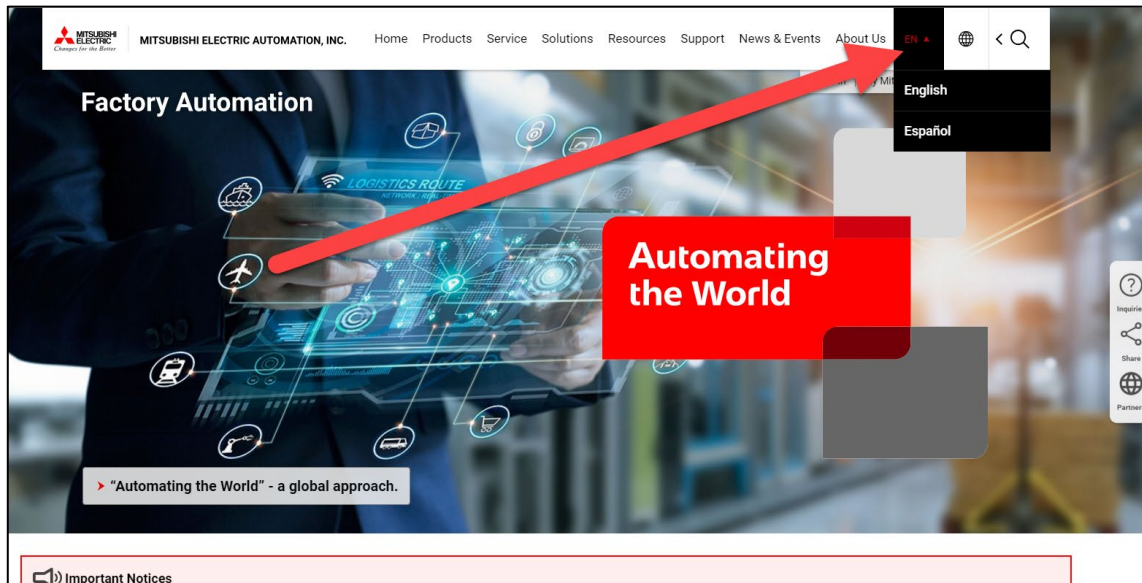 MITSUBISHI
ELECTRIC
Changes for the Better
MITSUBISHI ELECTRIC AUTOMATION, INC.
Home Products Service Solutions Resources Support News & Events About Us EN
Factory Automation
English
Español
LOGISTICS ROUTE
Automating
the World
Share
"Automating the World" - a global approach.
Important Notices